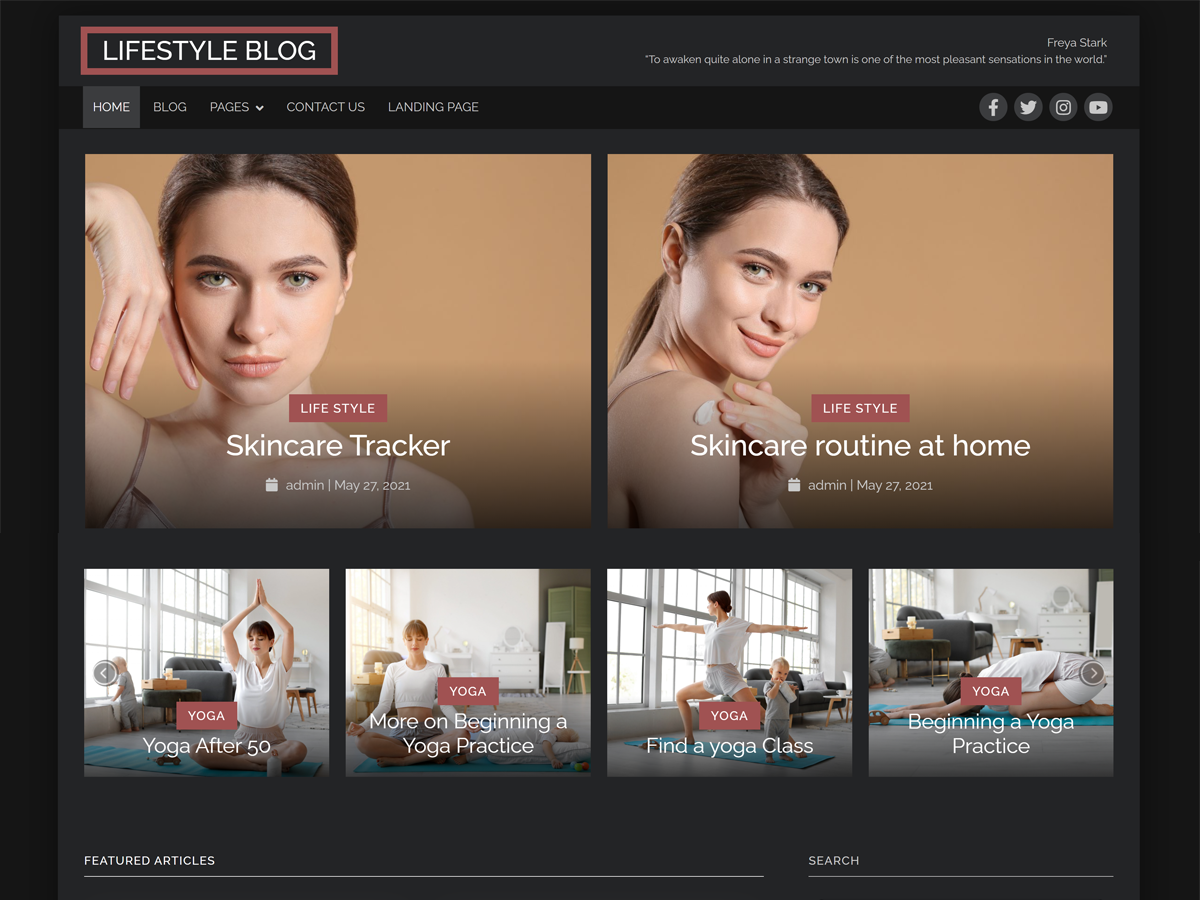 LIFESTYLE BLOG
Freya Stark
"To awaken quite alone in a strange town is one of the most pleasant sensations in the world."
HOME BLOG PAGES CONTACT US LANDING PAGE
LIFE STYLE
Skincare Tracker
admin | May 27, 2021
LIFE STYLE
Skincare routine at home
admin | May 27, 2021
YOGA
Yoga After 50
YOGA
More on Beginning a
Yoga Practice
YOGA
Find a yoga Class
YOGA
Beginning a Yoga
Practice
FEATURED ARTICLES
SEARCH